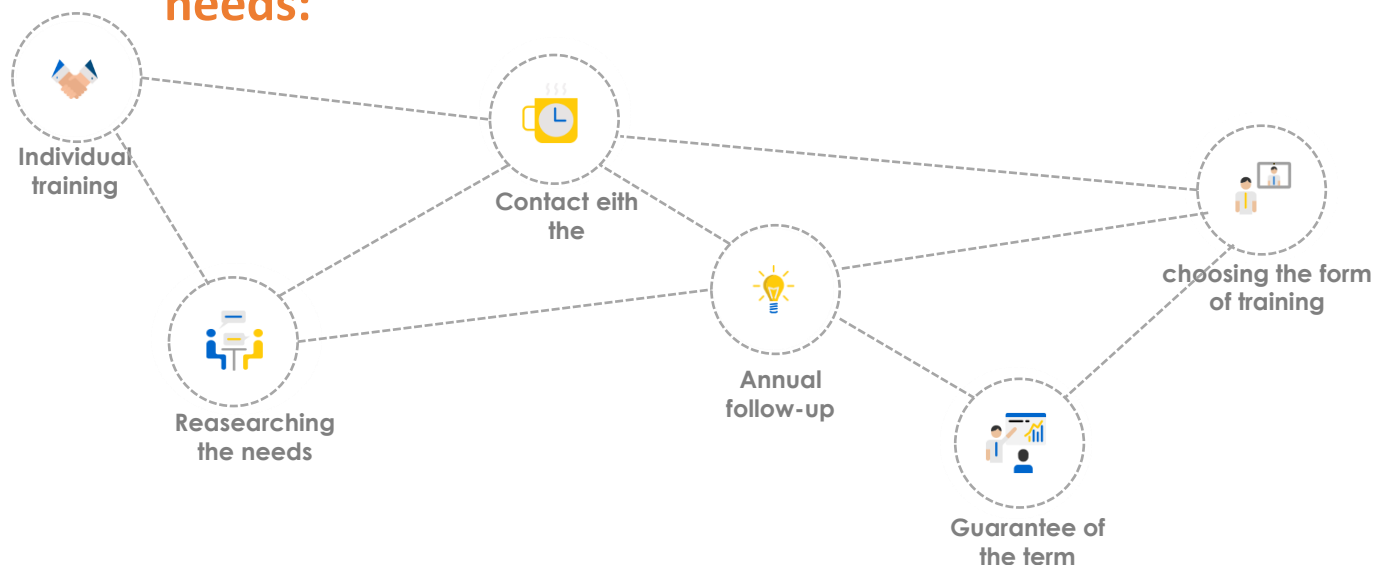 needs:
Individual
training
Contact eith
the
choosing the form
of training
Annual
follow-up
Reasearching
the needs
Guarantee of
the term